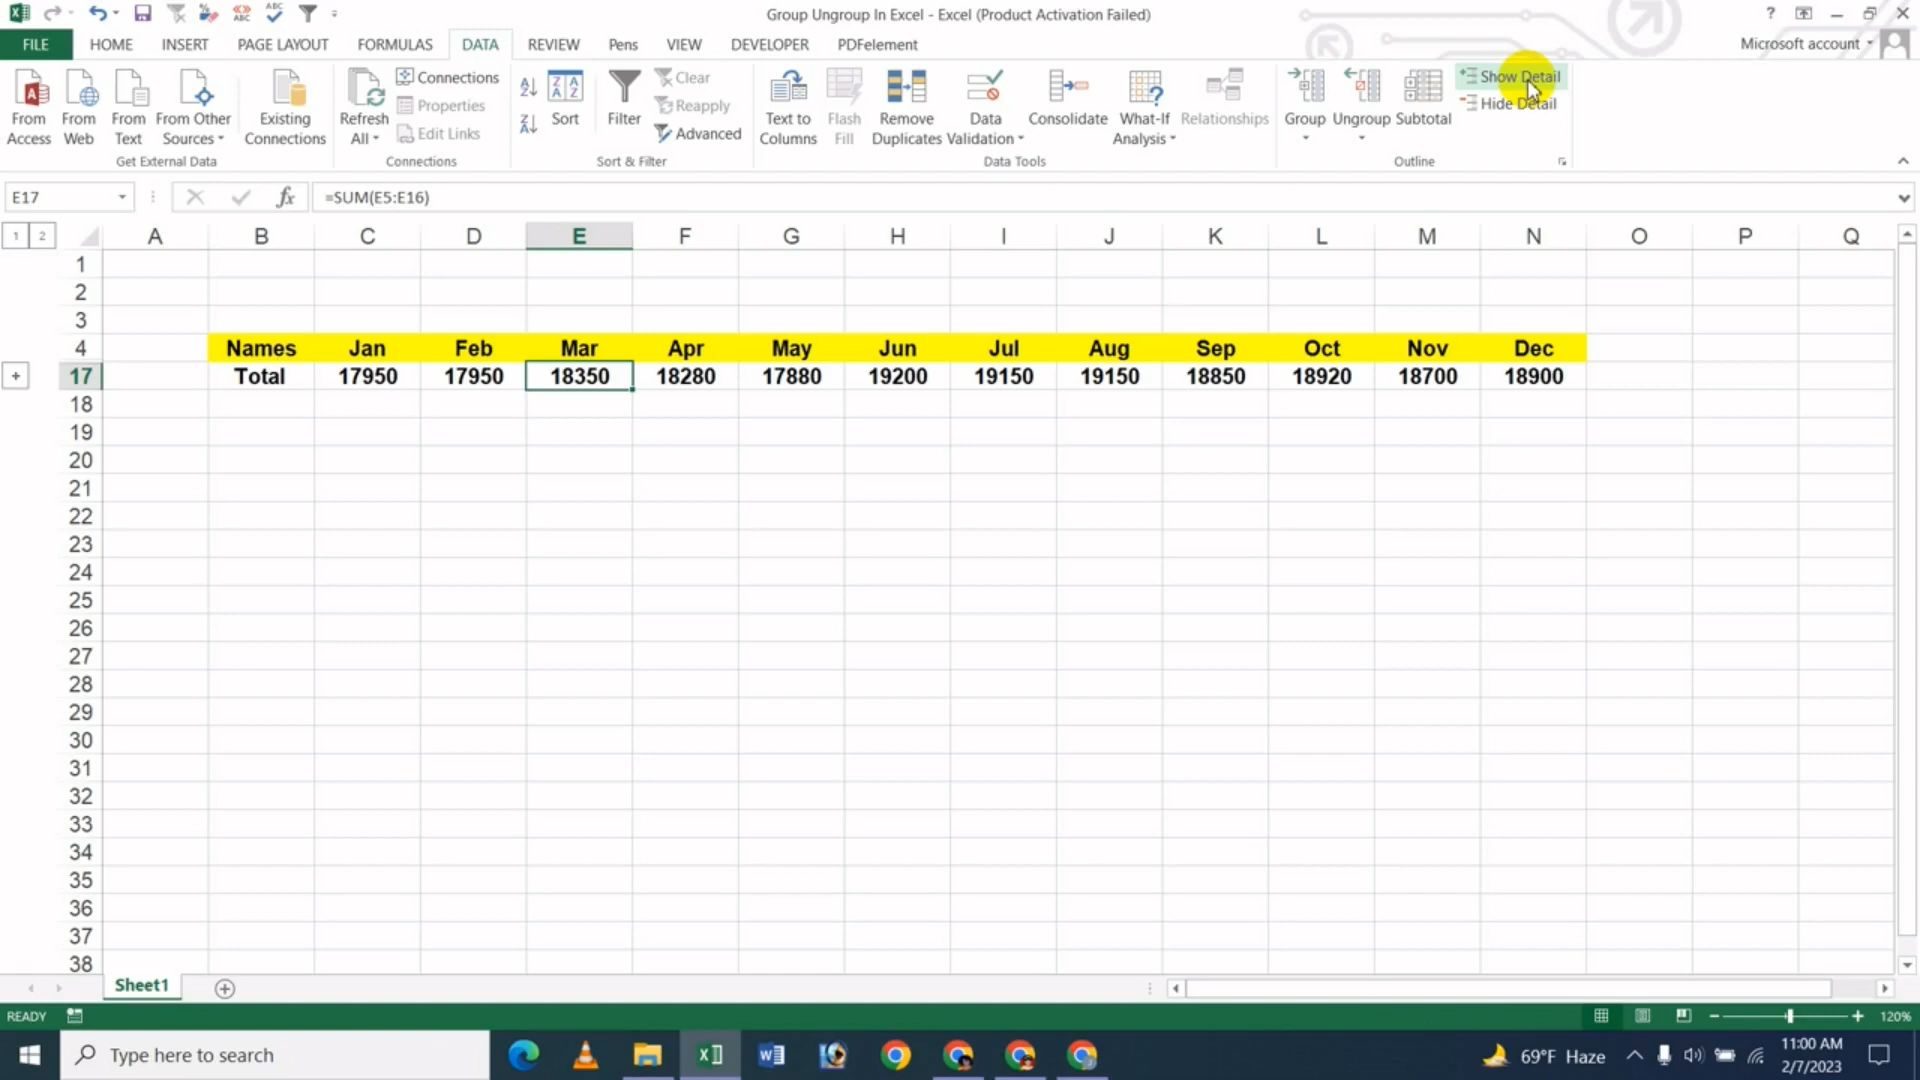 Group Ungroup In Excel - Excel (Product Activation Failed)
FILE HOME INSERT PAGE LAYOUT FORMULAS DATA REVIEW Pens VIEW DEVELOPER PDFelement Microsoft account
From Access
From Web
From Text
From Other Sources
Existing Connections
Get External Data
Refresh All
Connections
Properties
Edit Links
Connections
Sort
Filter
Clear
Reapply
Advanced
Sort & Filter
Text to Columns
Flash Fill
Remove Duplicates
Data Validation
Consolidate
What-If Analysis
Relationships
Data Tools
Group
Ungroup
Subtotal
Show Detail
Hide Detail
Outline
E17 fx =SUM(E5:E16)
1 2 A B C D E F G H I J K L M N O P Q
1
2
3
4 Names Jan Feb Mar Apr May Jun Jul Aug Sep Oct Nov Dec
17 Total 17950 17950 18350 18280 17880 19200 19150 19150 18850 18920 18700 18900
18
19
20
21
22
23
24
25
26
27
28
29
30
31
32
33
34
35
36
37
38
Sheet1
READY 120%
Type here to search
69°F Haze
11:00 AM
2/7/2023